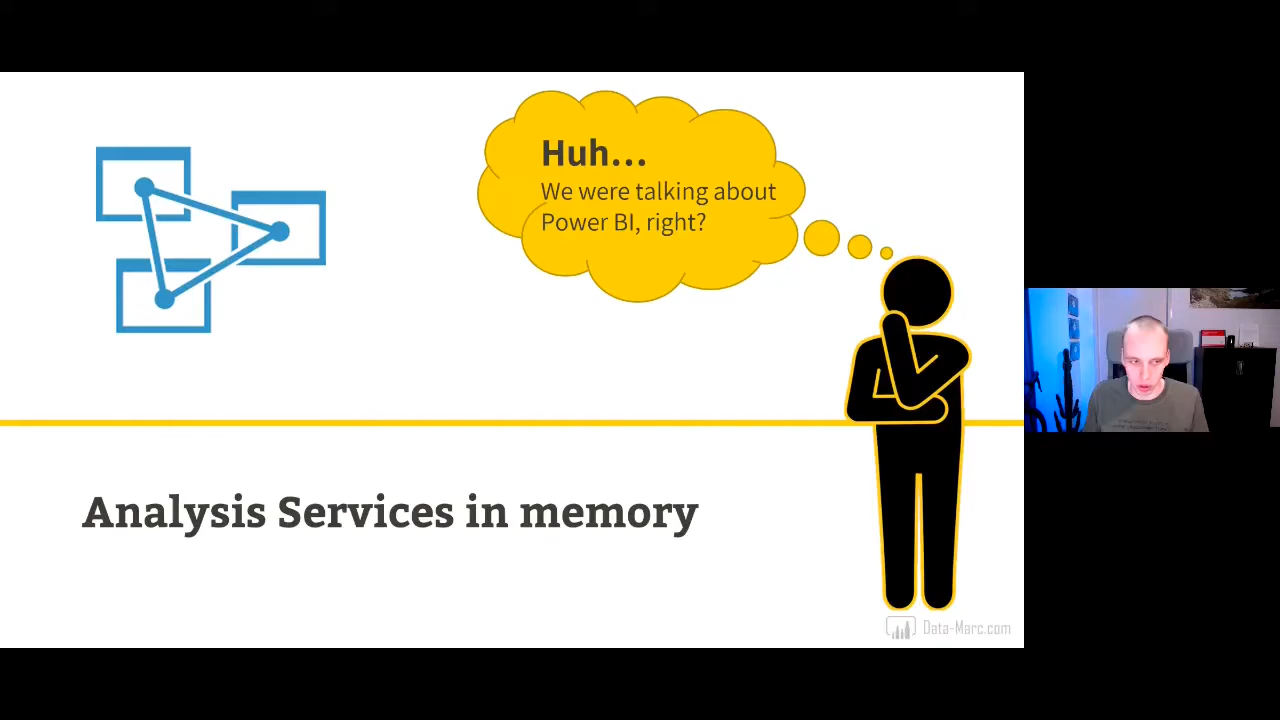 Huh...
We were talking about
Power BI, right?
Analysis Services in memory
Data-Marc.com